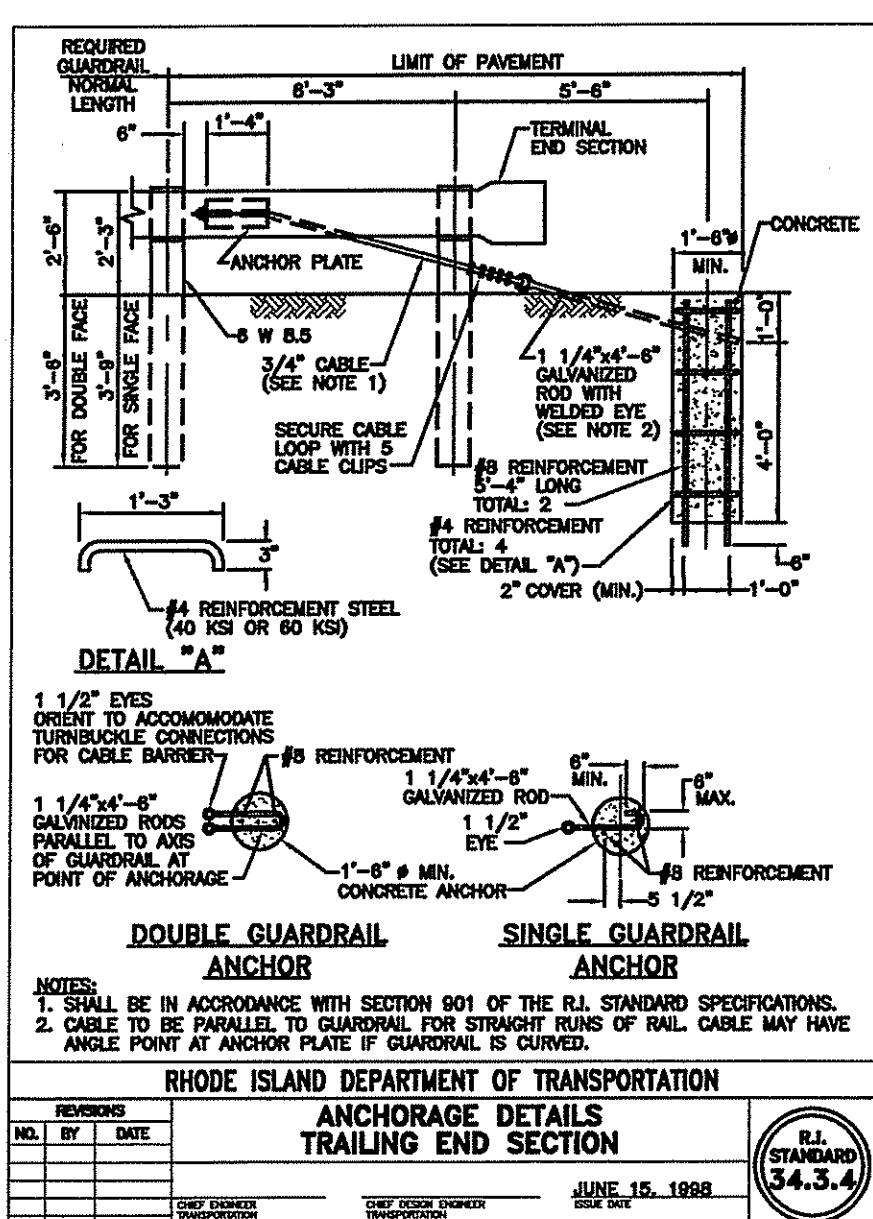 REQUIRED
GUARDRAIL
NORMAL
LENGTH
LIMIT OF PAVEMENT
6'-3"
5'-6"
6"
1'-4"
TERMINAL
END SECTION
CONCRETE
1'-6"ø
MIN.
2'-6"
2'-3"
ANCHOR PLATE
1'-0"
6 W 8.5
3'-6"
FOR DOUBLE FACE
3'-9"
FOR SINGLE FACE
3/4" CABLE
(SEE NOTE 1)
1 1/4"x4'-6"
GALVANIZED
ROD WITH
WELDED EYE
(SEE NOTE 2)
SECURE CABLE
LOOP WITH 5
CABLE CLIPS
4'-0"
#8 REINFORCEMENT
5'-4" LONG
TOTAL: 2
#4 REINFORCEMENT
TOTAL: 4
(SEE DETAIL "A")
6"
2" COVER (MIN.)
1'-0"
1'-3"
3"
#4 REINFORCEMENT STEEL
(40 KSI OR 60 KSI)
DETAIL "A"
1 1/2" EYES
ORIENT TO ACCOMOMODATE
TURNBUCKLE CONNECTIONS
FOR CABLE BARRIER
#8 REINFORCEMENT
1 1/4"x4'-6"
GALVINIZED RODS
PARALLEL TO AXIS
OF GUARDRAIL AT
POINT OF ANCHORAGE
1'-6" ø MIN.
CONCRETE ANCHOR
DOUBLE GUARDRAIL
ANCHOR
6"
MIN.
6"
MAX.
1 1/4"x4'-6"
GALVANIZED ROD
1 1/2"
EYE
#8 REINFORCEMENT
5 1/2"
SINGLE GUARDRAIL
ANCHOR
NOTES:
1. SHALL BE IN ACCRODANCE WITH SECTION 901 OF THE R.I. STANDARD SPECIFICATIONS.
2. CABLE TO BE PARALLEL TO GUARDRAIL FOR STRAIGHT RUNS OF RAIL. CABLE MAY HAVE
ANGLE POINT AT ANCHOR PLATE IF GUARDRAIL IS CURVED.
RHODE ISLAND DEPARTMENT OF TRANSPORTATION
REVISIONS
NO. BY DATE
ANCHORAGE DETAILS
TRAILING END SECTION
R.I.
STANDARD
34.3.4
JUNE 15, 1998
CHIEF ENGINEER
TRANSPORTATION
CHIEF DESIGN ENGINEER
TRANSPORTATION
ISSUE DATE